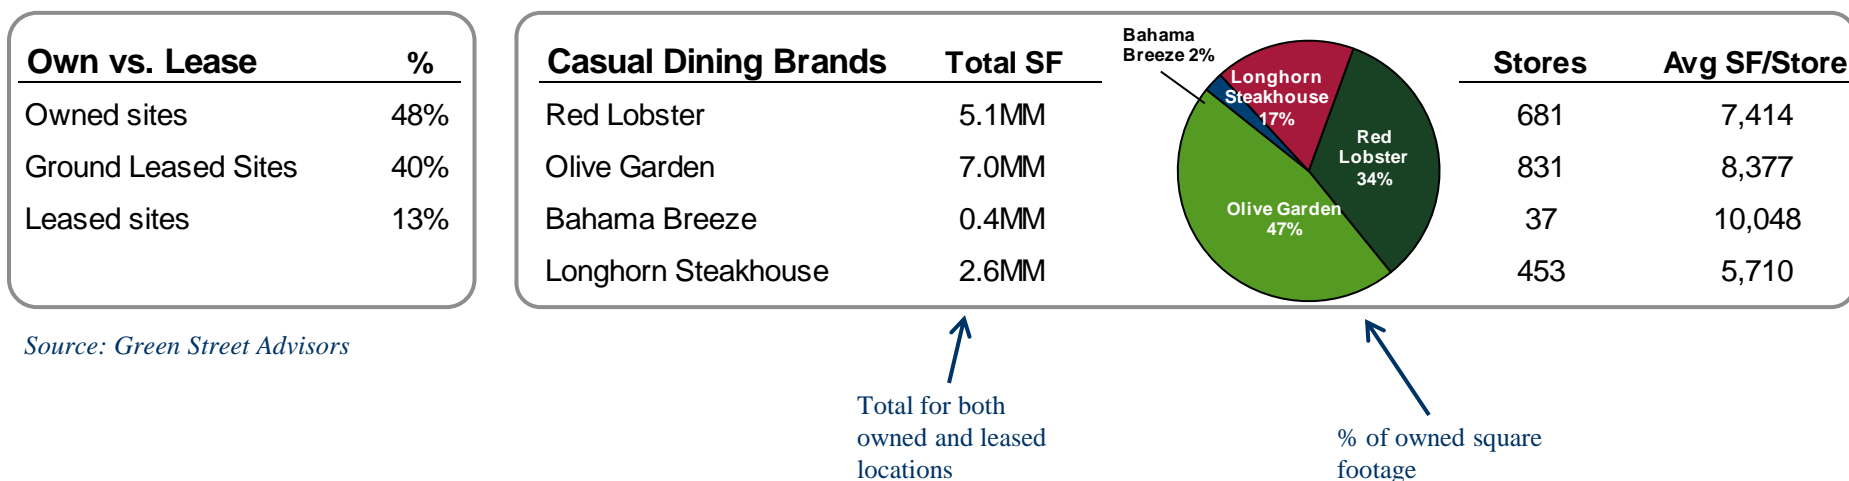 Own vs. Lease %
Owned sites 48%
Ground Leased Sites 40%
Leased sites 13%
Source: Green Street Advisors
Casual Dining Brands Total SF Stores Avg SF/Store
Red Lobster 5.1MM 681 7,414
Olive Garden 7.0MM 831 8,377
Bahama Breeze 0.4MM 37 10,048
Longhorn Steakhouse 2.6MM 453 5,710
Bahama
Breeze 2%
Longhorn
Steakhouse
17%
Red
Lobster
34%
Olive Garden
47%
Total for both
owned and leased
locations
% of owned square
footage